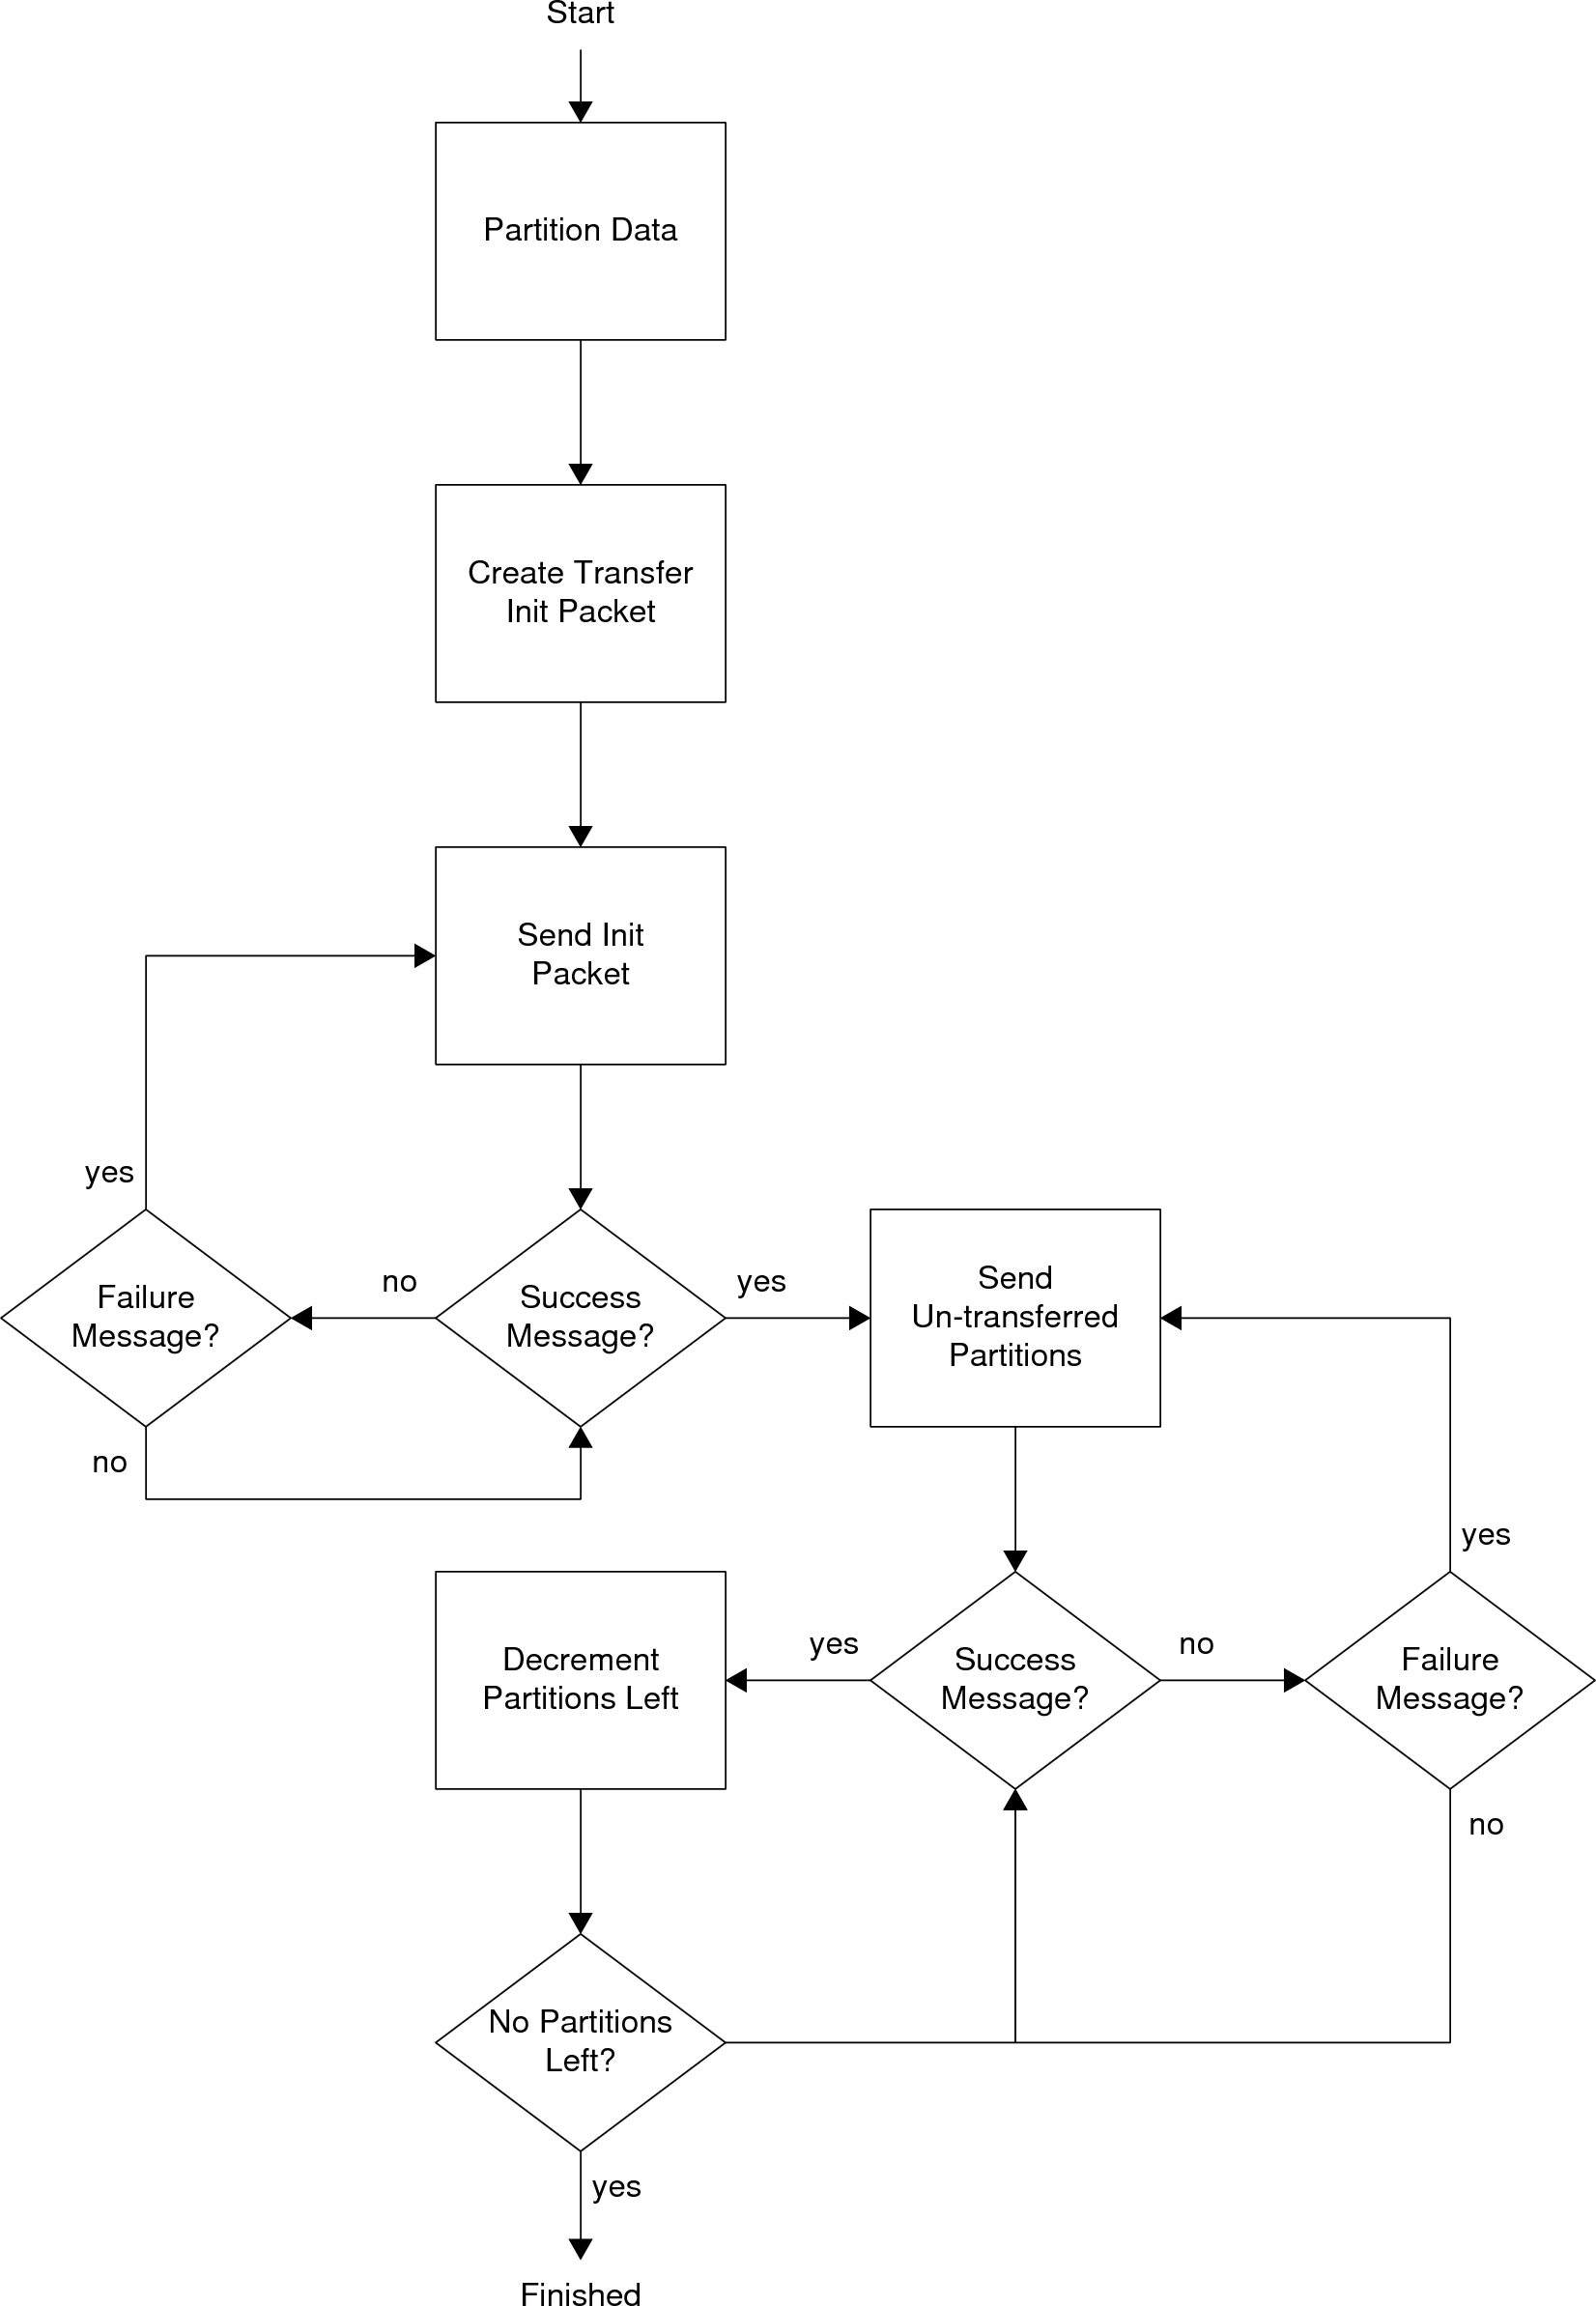 Start
Partition Data
Create Transfer
Init Packet
Send Init
Packet
yes
Failure
Message?
no
Success
Message?
yes
Send
Un-transferred
Partitions
no
yes
Decrement
Partitions Left
yes
Success
Message?
no
Failure
Message?
no
No Partitions
Left?
yes
Finished